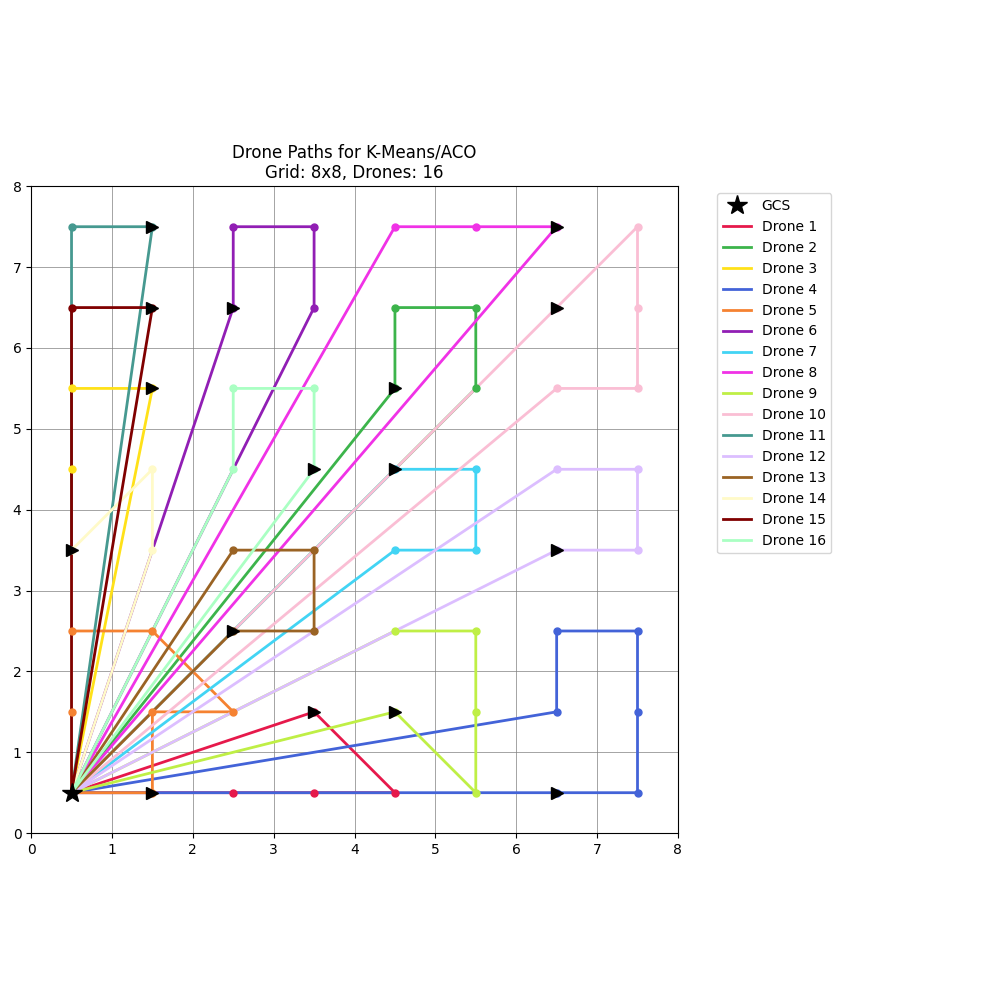 Drone Paths for K-Means/ACO
Grid: 8x8, Drones: 16
8
7
6
5
4
3
2
1
0
0 1 2 3 4 5 6 7 8
GCS
Drone 1
Drone 2
Drone 3
Drone 4
Drone 5
Drone 6
Drone 7
Drone 8
Drone 9
Drone 10
Drone 11
Drone 12
Drone 13
Drone 14
Drone 15
Drone 16